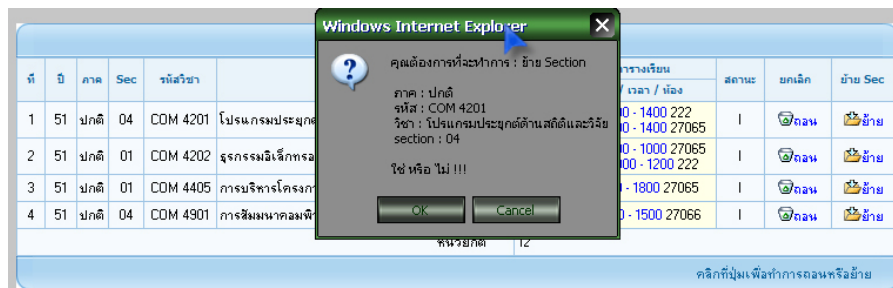 Windows Internet Explorer
คุณต้องการที่จะทำการ : ย้าย Section
ภาค : ปกติ
รหัส : COM 4201
วิชา : โปรแกรมประยุกต์ด้านสถิติและวิจัย
section : 04
ใช่ หรือ ไม่ !!!
OK Cancel
ที่ ปี ภาค Sec รหัสวิชา ตารางเรียน สถานะ ยกเลิก ย้าย Sec
/ เวลา / ห้อง
1 51 ปกติ 04 COM 4201 โปรแกรมประยุกต์ - 1400 222 I ถอน ย้าย
- 1400 27065
2 51 ปกติ 01 COM 4202 ธุรกรรมอิเล็กทรอ - 1000 27065 I ถอน ย้าย
- 1200 222
3 51 ปกติ 01 COM 4405 การบริหารโครงกา - 1800 27065 I ถอน ย้าย
4 51 ปกติ 04 COM 4901 การสัมมนาคอมพิ - 1500 27066 I ถอน ย้าย
หน่วยกิต 12
คลิกที่ปุ่มเพื่อทำการถอนหรือย้าย